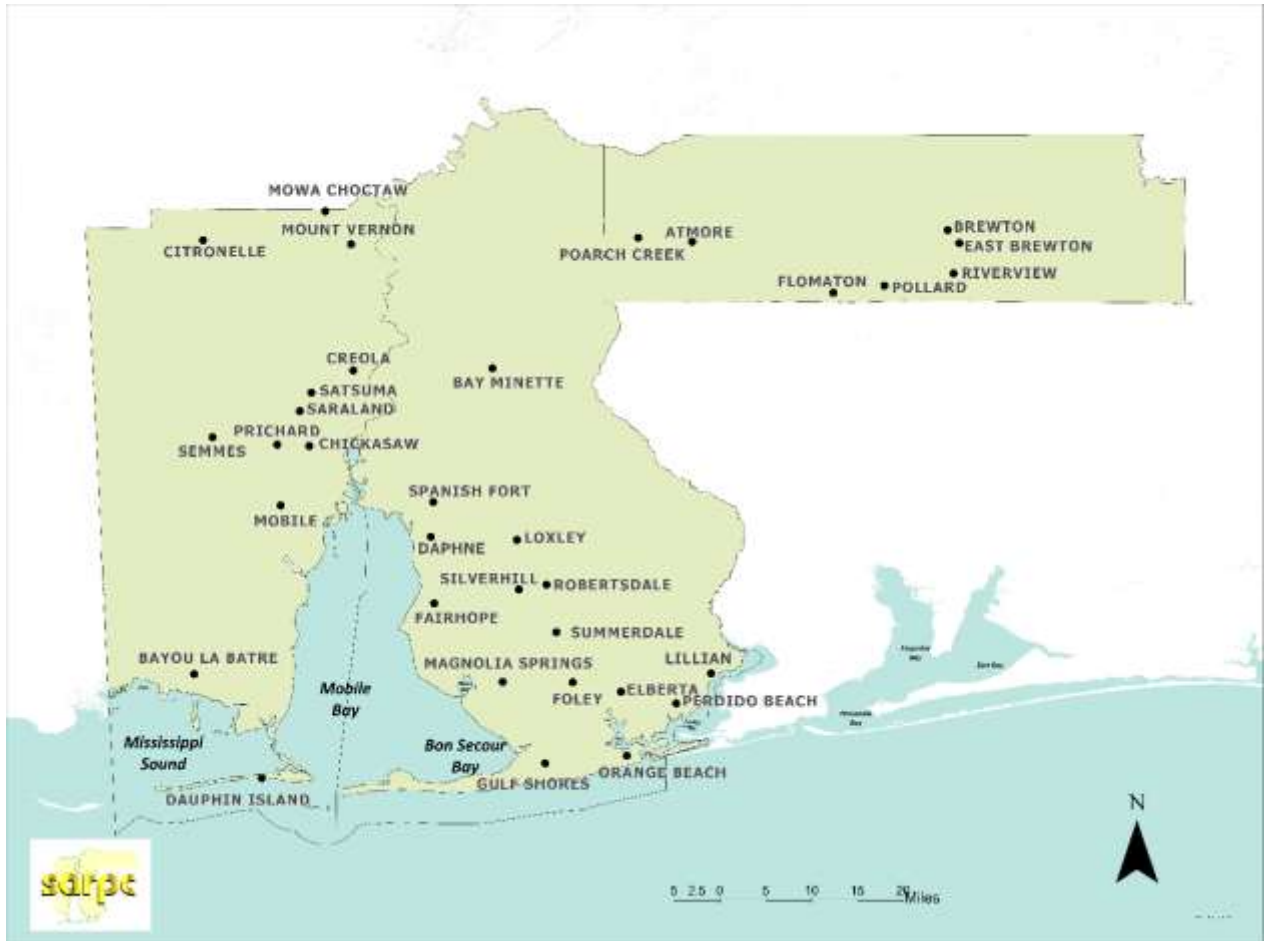 MOWA CHOCTAW
MOUNT VERNON
CITRONELLE
ATMORE
POARCH CREEK
BREWTON
EAST BREWTON
RIVERVIEW
FLOMATON
POLLARD
CREOLA
BAY MINETTE
SATSUMA
SARALAND
PRICHARD
CHICKASAW
SEMMES
SPANISH FORT
MOBILE
DAPHNE
LOXLEY
SILVERHILL
ROBERTSDALE
FAIRHOPE
SUMMERDALE
BAYOU LA BATRE
MAGNOLIA SPRINGS
LILLIAN
FOLEY
ELBERTA
PERDIDO BEACH
Mobile
Bay
Mississippi
Sound
Bon Secour
Bay
ORANGE BEACH
GULF SHORES
DAUPHIN ISLAND
N
sarpc
5 2.5 0 5 10 15 20
Miles